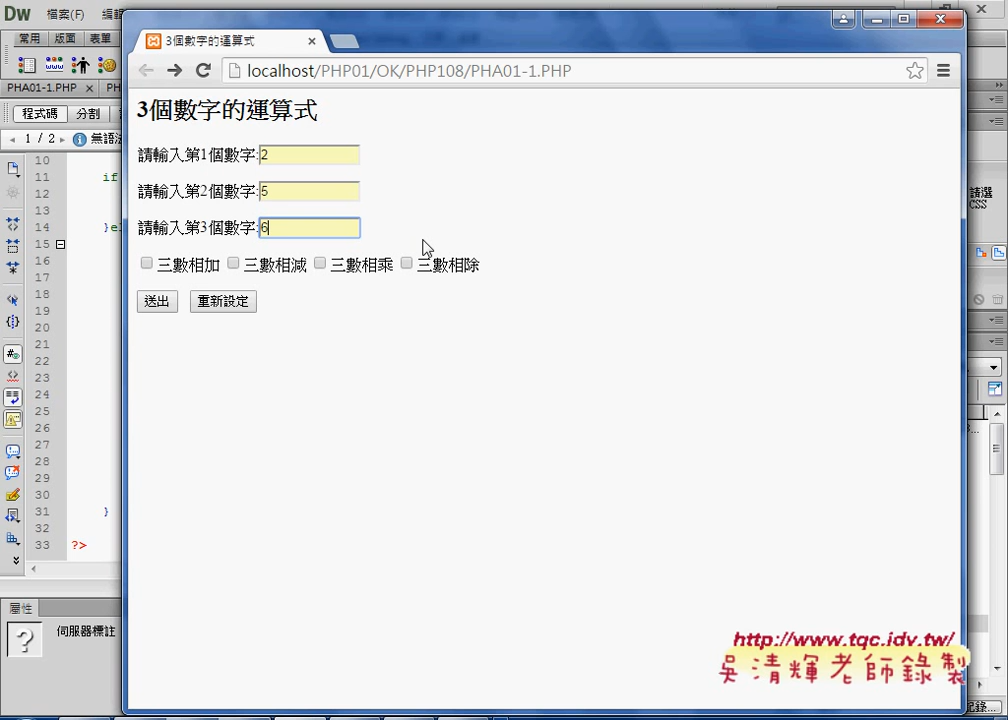 Dw 檔案(F) 編輯
常用 版面 表單
PHA01-1.PHP × PH
程式碼 分割
1 / 2 無語法
3個數字的運算式 ×
localhost/PHP01/OK/PHP108/PHA01-1.PHP
3個數字的運算式
請輸入第1個數字:2
請輸入第2個數字:5
請輸入第3個數字:6
三數相加 三數相減 三數相乘 三數相除
送出 重新設定
10
11 if
12
13
14 }el
15
16
17
18
19
20
21
22
23
24
25
26
27
28
29
30
31 }
32
33 ?>
屬性
? 伺服器標註
請選
CSS
http://www.tqc.idv.tw/
吳清輝老師錄製